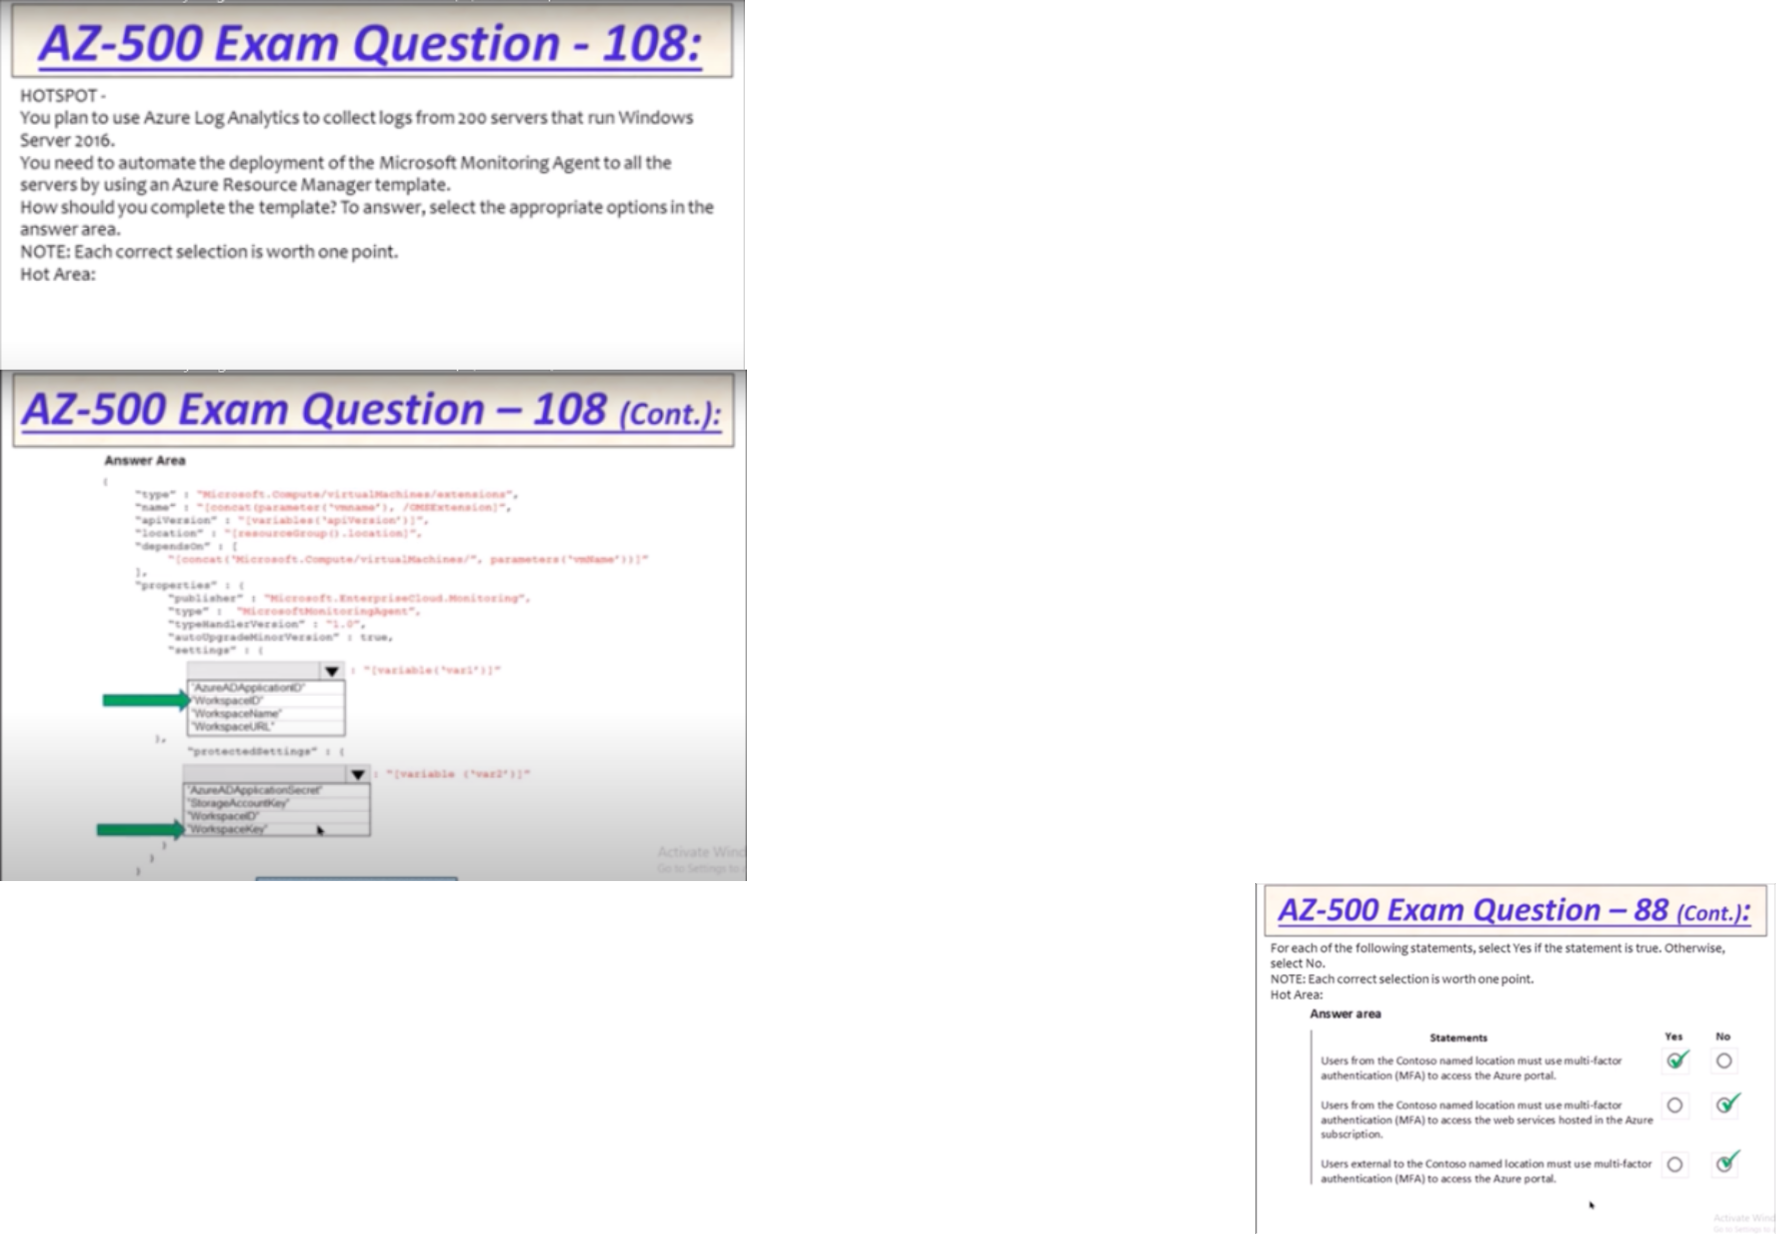 AZ-500 Exam Question - 108:
HOTSPOT -
You plan to use Azure Log Analytics to collect logs from 200 servers that run Windows
Server 2016.
You need to automate the deployment of the Microsoft Monitoring Agent to all the
servers by using an Azure Resource Manager template.
How should you complete the template? To answer, select the appropriate options in the
answer area.
NOTE: Each correct selection is worth one point.
Hot Area:
AZ-500 Exam Question – 108 (Cont.):
Answer Area
{
"type" : "Microsoft.Compute/virtualMachines/extensions",
"name" : "[concat(parameter('vmname'), /OMSExtension]",
"apiVersion" : "[variables('apiVersion')]",
"location" : "[resourceGroup().location]",
"dependsOn" : [
"[concat('Microsoft.Compute/virtualMachines/", parameters('vmName'))]"
],
"properties" : {
"publisher" : "Microsoft.EnterpriseCloud.Monitoring",
"type" : "MicrosoftMonitoringAgent",
"typeHandlerVersion" : "1.0",
"autoUpgradeMinorVersion" : true,
"settings" : {
: "[variable('var1')]"
"AzureADApplicationID"
"WorkspaceID"
"WorkspaceName"
"WorkspaceURL"
},
"protectedSettings" : {
: "[variable ('var2')]"
"AzureADApplicationSecret"
"StorageAccountKey"
"WorkspaceID"
"WorkspaceKey"
}
}
}
Activate Wind
Go to Settings to a
AZ-500 Exam Question – 88 (Cont.):
For each of the following statements, select Yes if the statement is true. Otherwise,
select No.
NOTE: Each correct selection is worth one point.
Hot Area:
Answer area
Statements Yes No
Users from the Contoso named location must use multi-factor
authentication (MFA) to access the Azure portal.
Users from the Contoso named location must use multi-factor
authentication (MFA) to access the web services hosted in the Azure
subscription.
Users external to the Contoso named location must use multi-factor
authentication (MFA) to access the Azure portal.
Activate Wind
Go to Settings to a